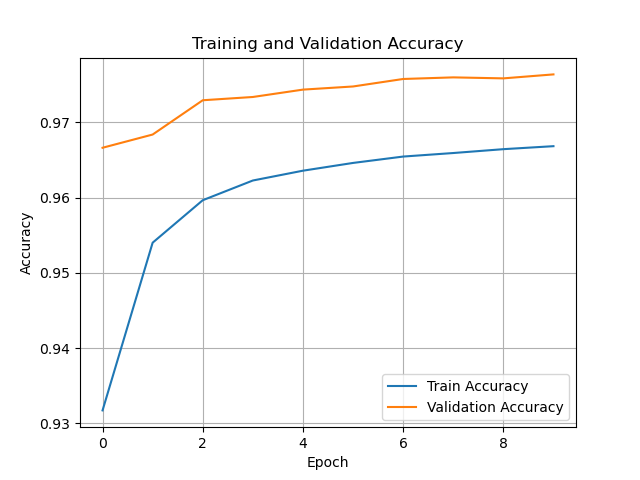 Training and Validation Accuracy
Accuracy
0.97
0.96
0.95
0.94
0.93
0
2
4
6
8
Epoch
Train Accuracy
Validation Accuracy